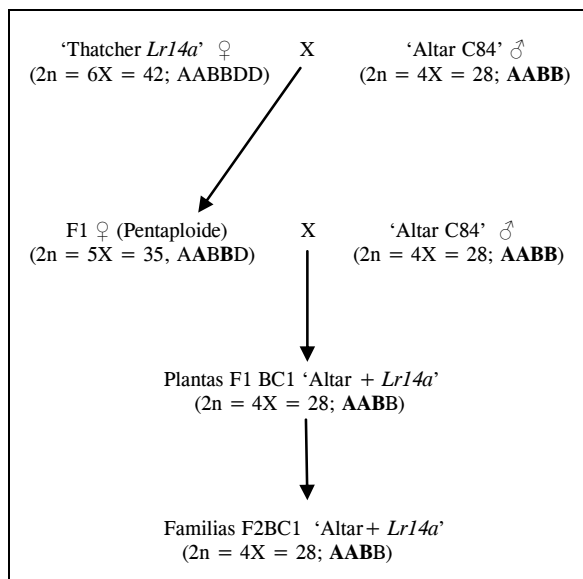 ‘Thatcher Lr14a’ ♀ X ‘Altar C84’ ♂
(2n = 6X = 42; AABBDD) (2n = 4X = 28; AABB)
F1 ♀ (Pentaploide) X ‘Altar C84’ ♂
(2n = 5X = 35, AABBD) (2n = 4X = 28; AABB)
Plantas F1 BC1 ‘Altar + Lr14a’
(2n = 4X = 28; AABB)
Familias F2BC1 ‘Altar+ Lr14a’
(2n = 4X = 28; AABB)